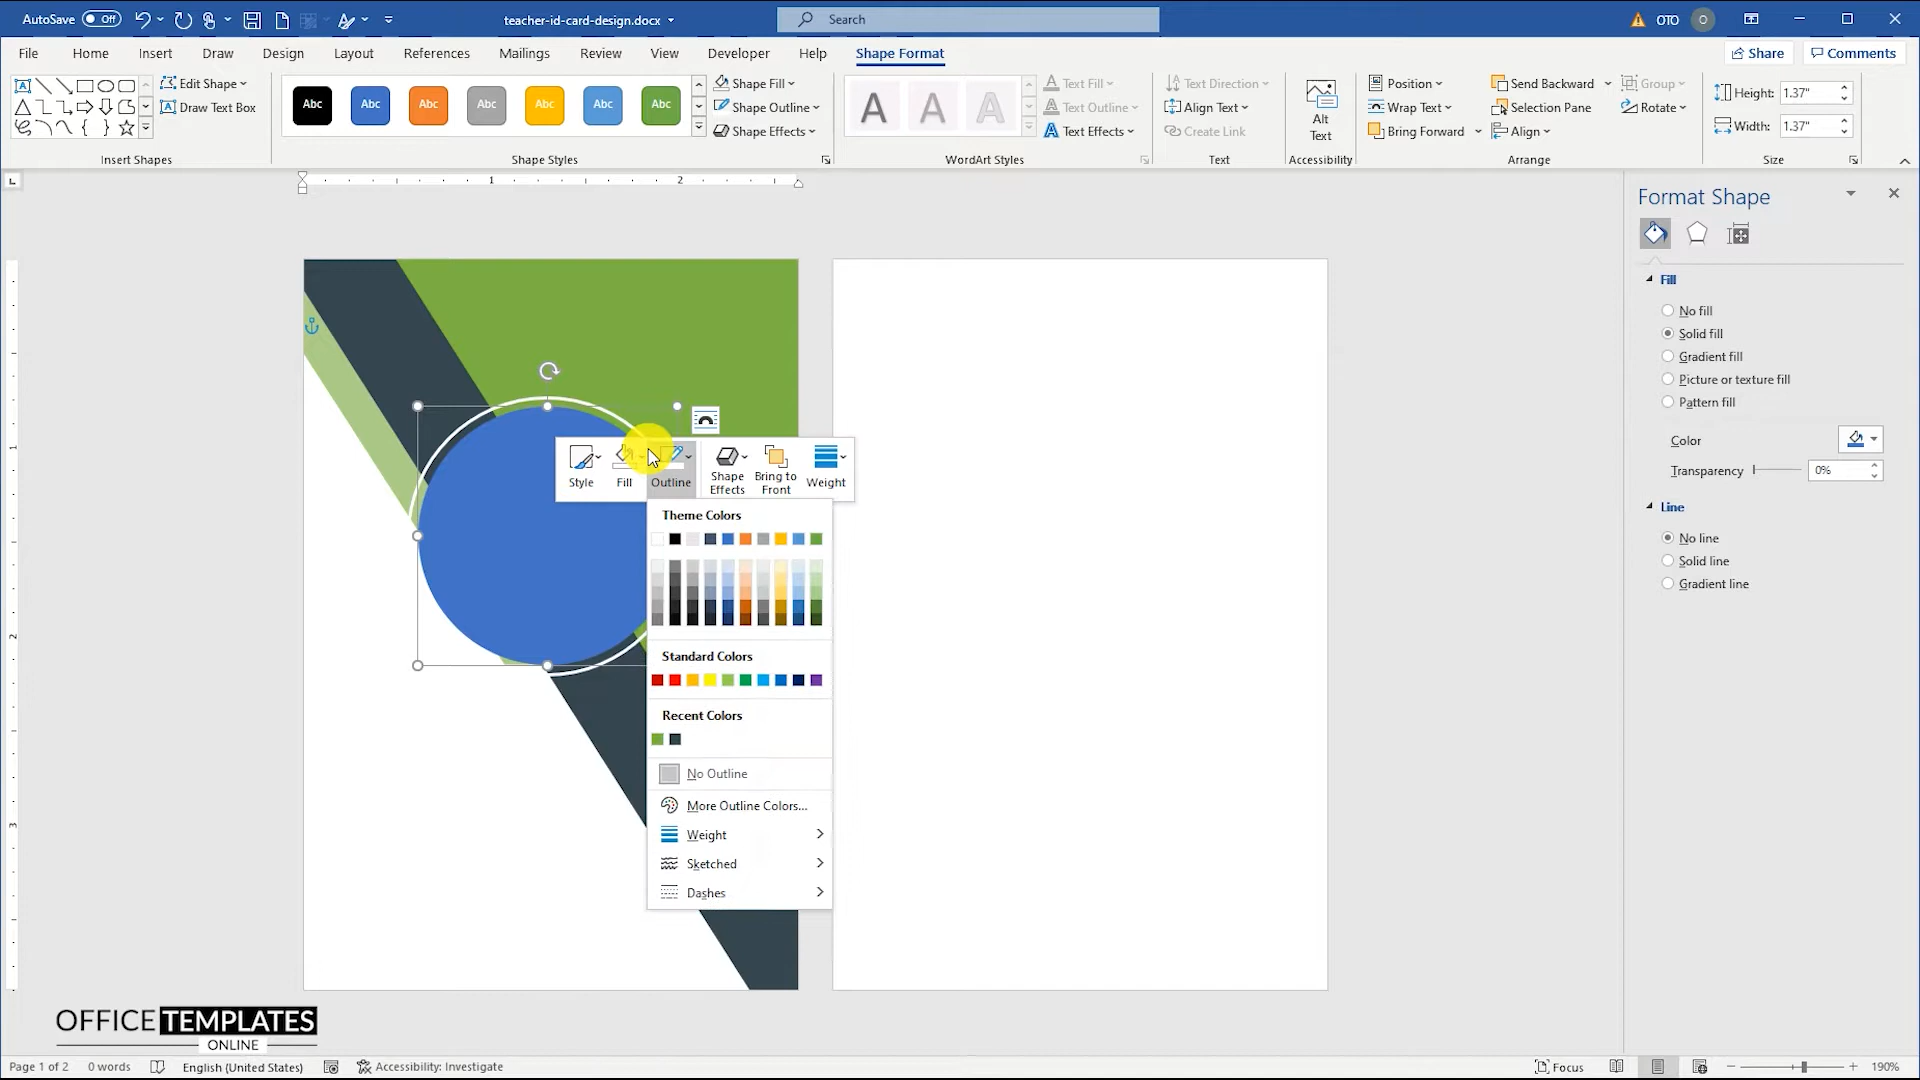 AutoSave Off teacher-id-card-design.docx Search OTO O
File Home Insert Draw Design Layout References Mailings Review View Developer Help Shape Format Share Comments
Edit Shape
Draw Text Box
Insert Shapes
Abc Abc Abc Abc Abc Abc Abc
Shape Fill
Shape Outline
Shape Effects
Shape Styles
A A A
WordArt Styles
Text Fill
Text Outline
Text Effects
Text Direction
Align Text
Create Link
Text
Alt
Text
Accessibility
Position
Wrap Text
Bring Forward
Send Backward
Selection Pane
Align
Group
Rotate
Arrange
Height: 1.37"
Width: 1.37"
Size
L
1 2
1
2
3
Style Fill Outline
Shape
Effects
Bring to
Front
Weight
Theme Colors
Standard Colors
Recent Colors
No Outline
More Outline Colors...
Weight
Sketched
Dashes
Format Shape
Fill
No fill
Solid fill
Gradient fill
Picture or texture fill
Pattern fill
Color
Transparency 0%
Line
No line
Solid line
Gradient line
OFFICE TEMPLATES
ONLINE
Page 1 of 2 0 words English (United States) Accessibility: Investigate Focus 190%